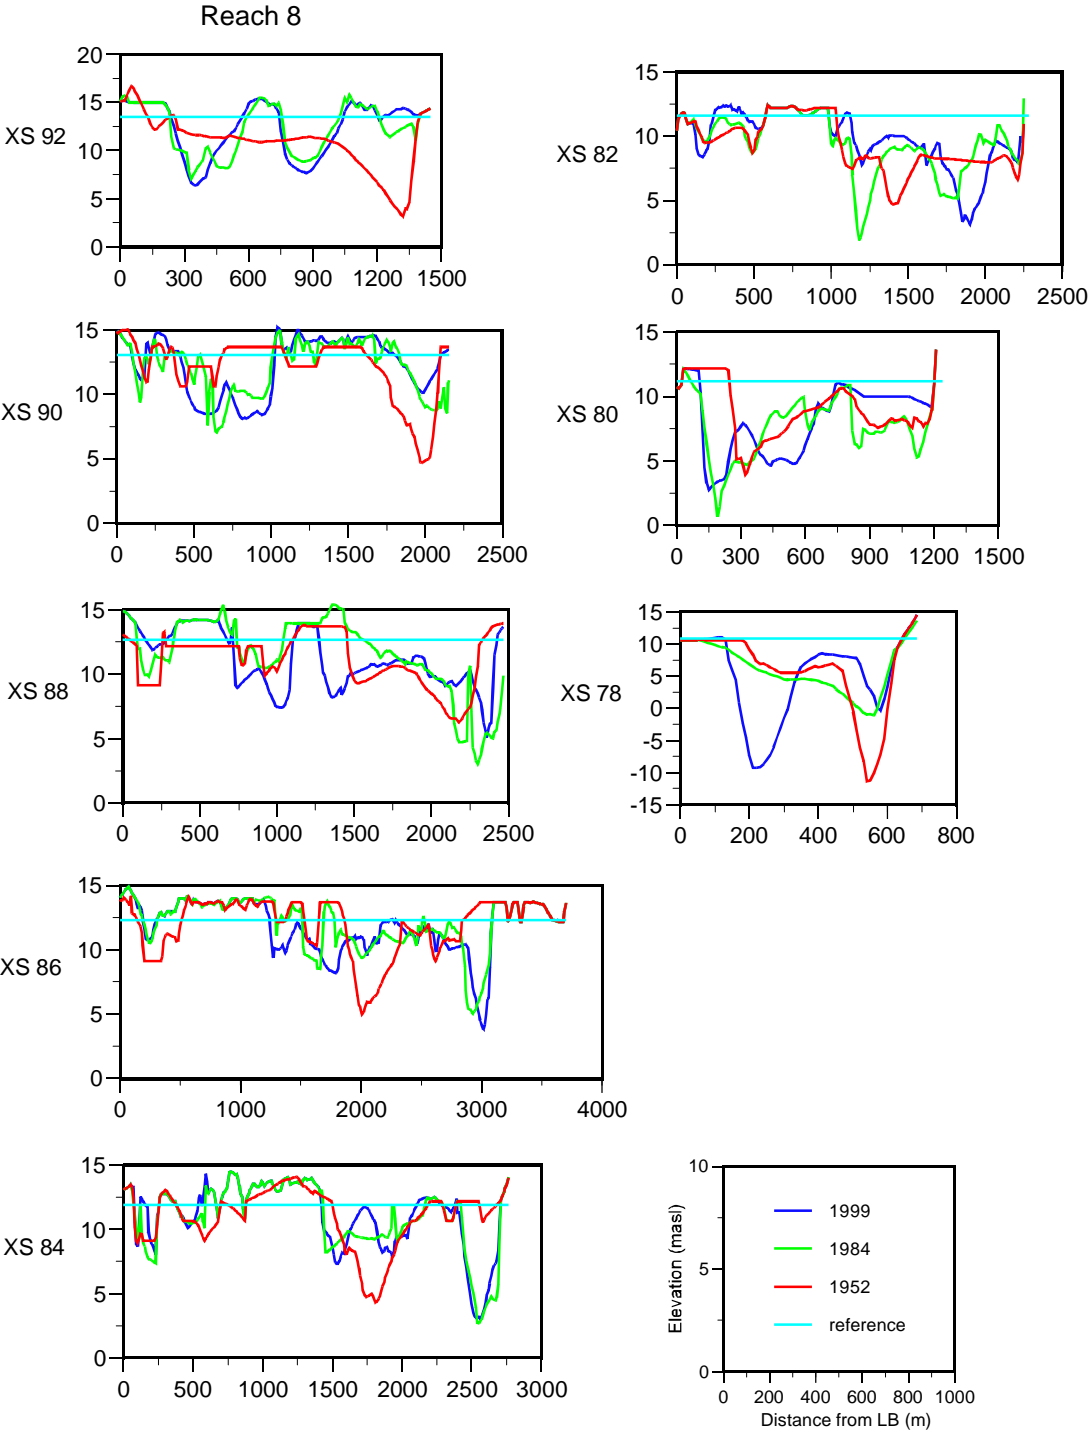 Reach 8
XS 92
20
15
10
5
0
0 300 600 900 1200 1500
XS 82
15
10
5
0
0 500 1000 1500 2000 2500
XS 90
15
10
5
0
0 500 1000 1500 2000 2500
XS 80
15
10
5
0
0 300 600 900 1200 1500
XS 88
15
10
5
0
0 500 1000 1500 2000 2500
XS 78
15
10
5
0
-5
-10
-15
0 200 400 600 800
XS 86
15
10
5
0
0 1000 2000 3000 4000
XS 84
15
10
5
0
0 500 1000 1500 2000 2500 3000
Elevation (masl)
10
5
0
1999
1984
1952
reference
0 200 400 600 800 1000
Distance from LB (m)